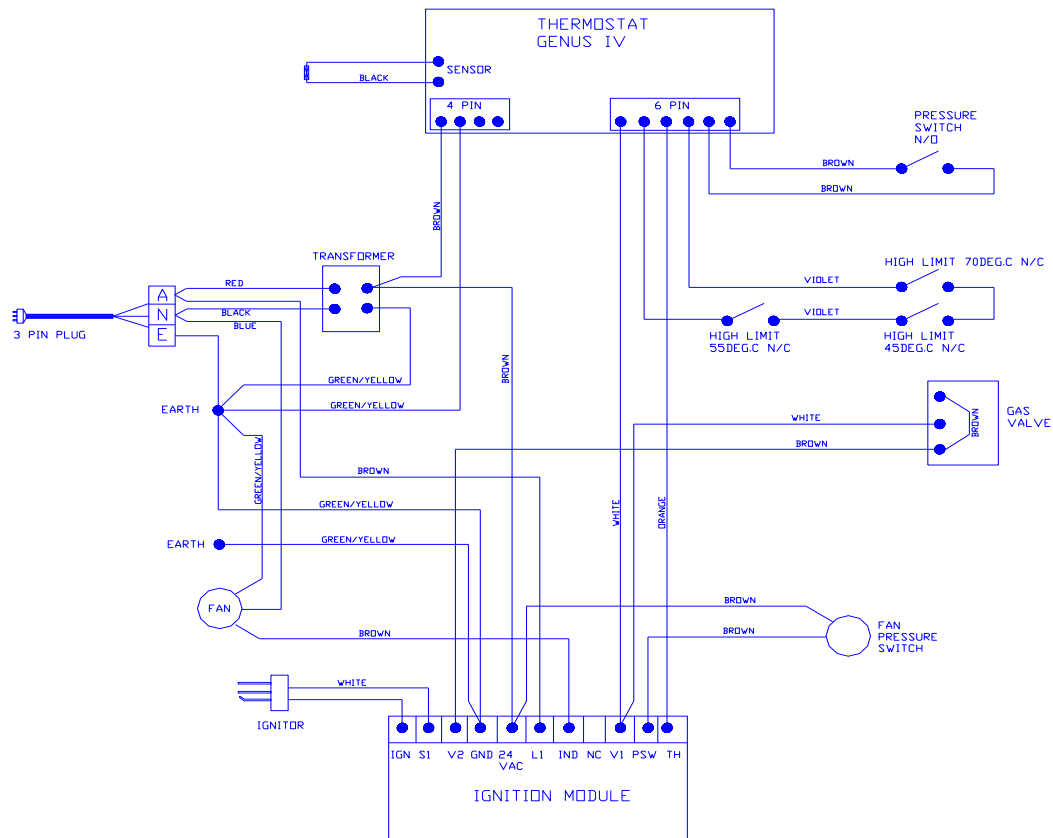 THERMOSTAT
GENUS IV
SENSOR
BLACK
4 PIN
6 PIN
PRESSURE
SWITCH
N/O
BROWN
BROWN
BROWN
TRANSFORMER
HIGH LIMIT 70DEG.C N/C
RED
VIOLET
A
N
E
BLACK
BLUE
VIOLET
3 PIN PLUG
HIGH LIMIT
55DEG.C N/C
HIGH LIMIT
45DEG.C N/C
BROWN
GREEN/YELLOW
EARTH
GREEN/YELLOW
WHITE
GAS
VALVE
BROWN
BROWN
GREEN/YELLOW
BROWN
GREEN/YELLOW
WHITE
ORANGE
EARTH
GREEN/YELLOW
FAN
BROWN
BROWN
BROWN
FAN
PRESSURE
SWITCH
WHITE
IGNITOR
IGN S1 V2 GND 24 L1 IND NC V1 PSW TH
VAC
IGNITION MODULE